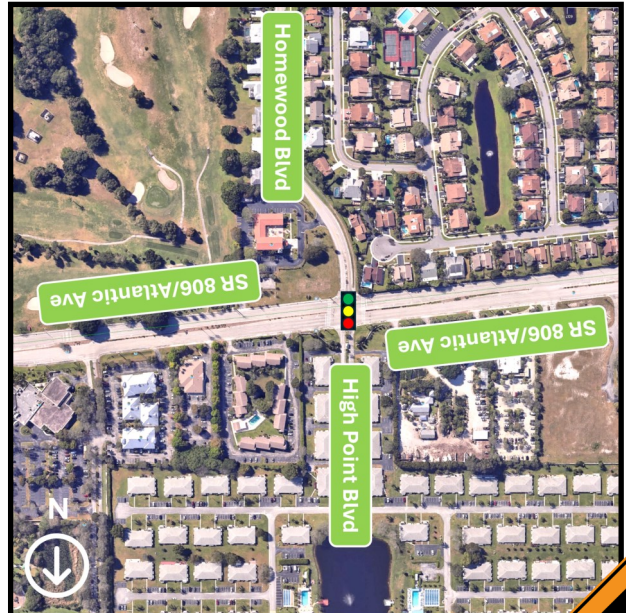 Homewood Blvd
SR 806/Atlantic Ave
SR 806/Atlantic Ave
High Point Blvd
N